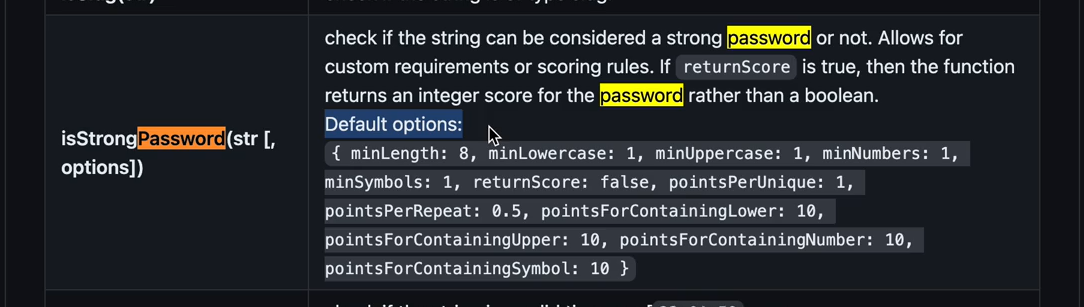 check if the string can be considered a strong password or not. Allows for
custom requirements or scoring rules. If returnScore is true, then the function
returns an integer score for the password rather than a boolean.
Default options:
isStrongPassword(str [,
options])
{ minLength: 8, minLowercase: 1, minUppercase: 1, minNumbers: 1,
minSymbols: 1, returnScore: false, pointsPerUnique: 1,
pointsPerRepeat: 0.5, pointsForContainingLower: 10,
pointsForContainingUpper: 10, pointsForContainingNumber: 10,
pointsForContainingSymbol: 10 }